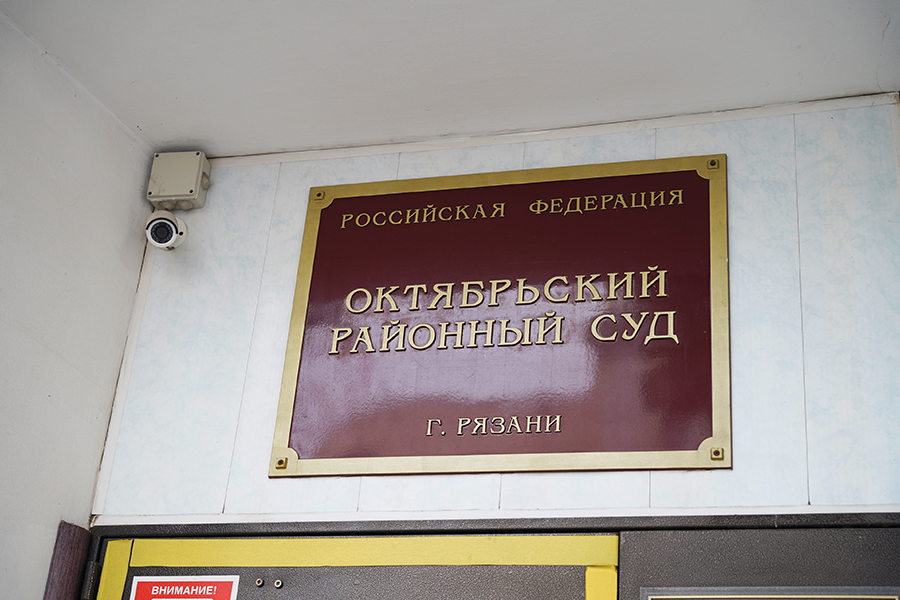 РОССИЙСКАЯ ФЕДЕРАЦИЯ
ОКТЯБРЬСКИЙ
РАЙОННЫЙ СУД
Г. РЯЗАНИ
ВНИМАНИЕ!